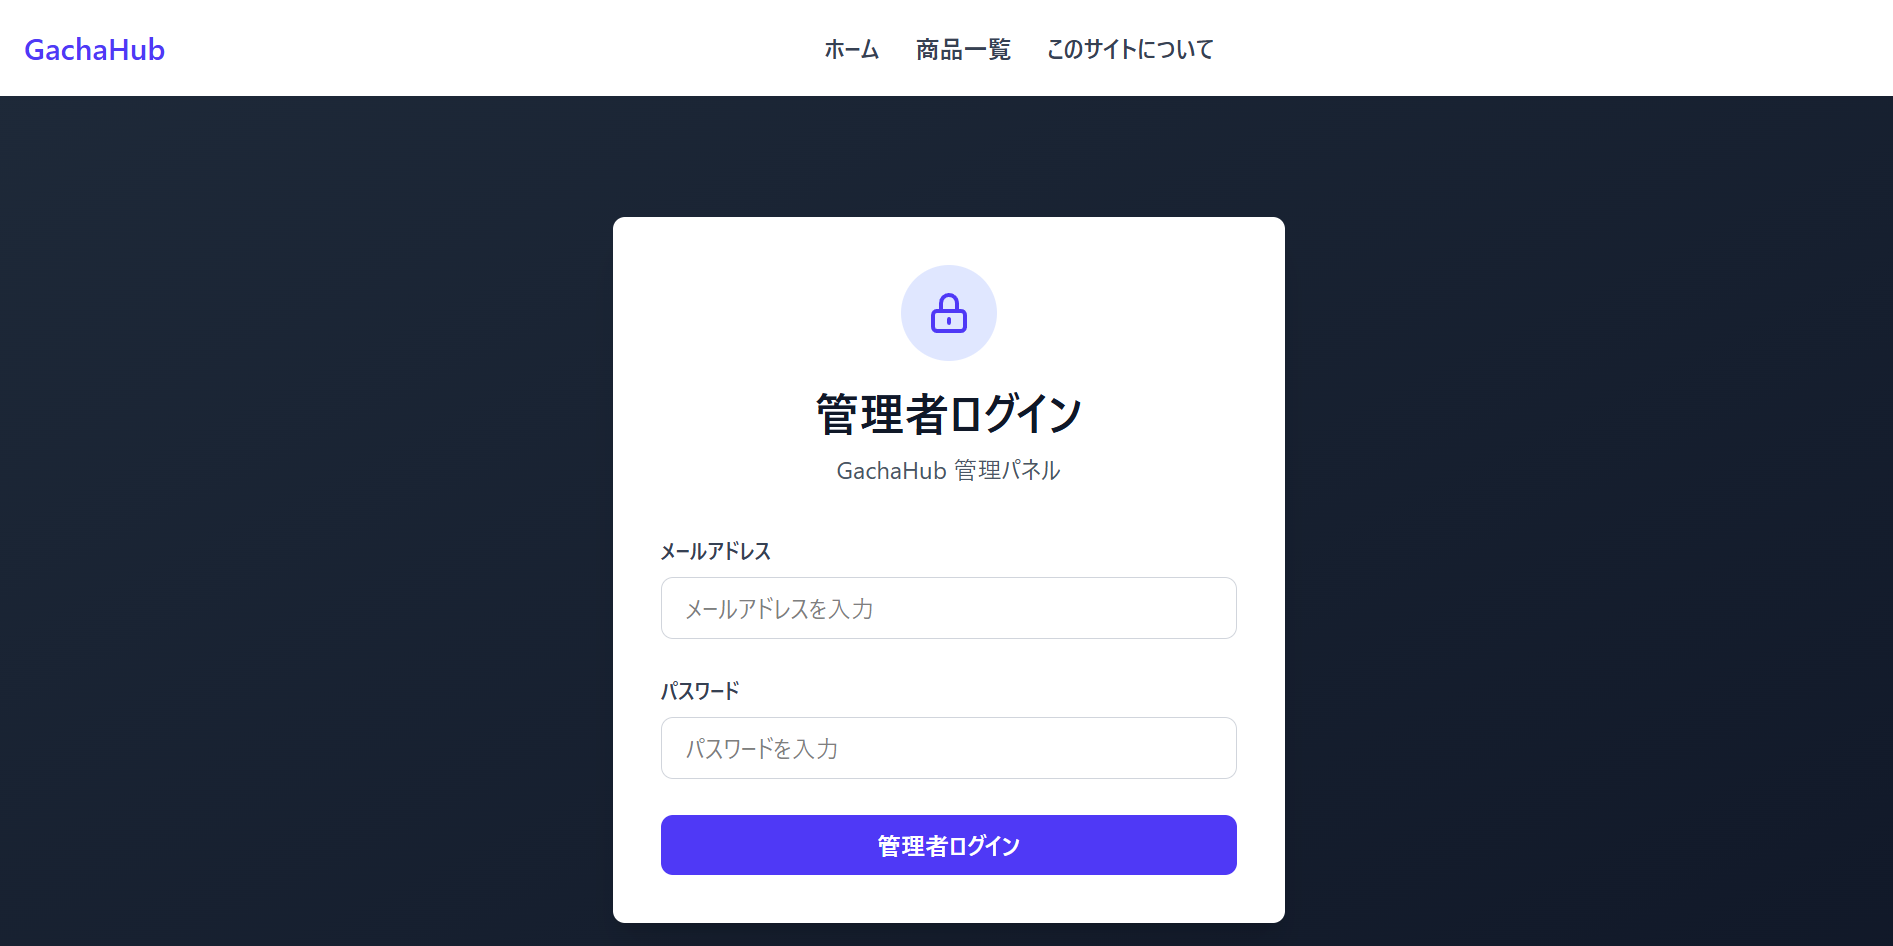 GachaHub
ホーム 商品一覧 このサイトについて
管理者ログイン
GachaHub 管理パネル
メールアドレス
メールアドレスを入力
パスワード
パスワードを入力
管理者ログイン